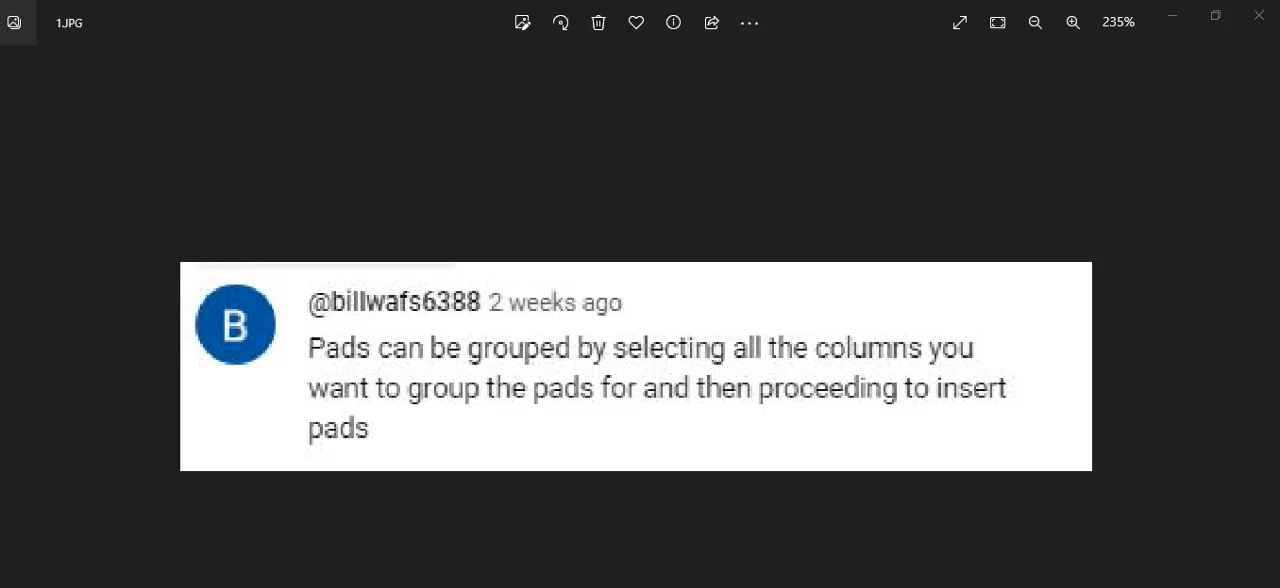 1.JPG
235%
B
@billwafs6388 2 weeks ago
Pads can be grouped by selecting all the columns you
want to group the pads for and then proceeding to insert
pads